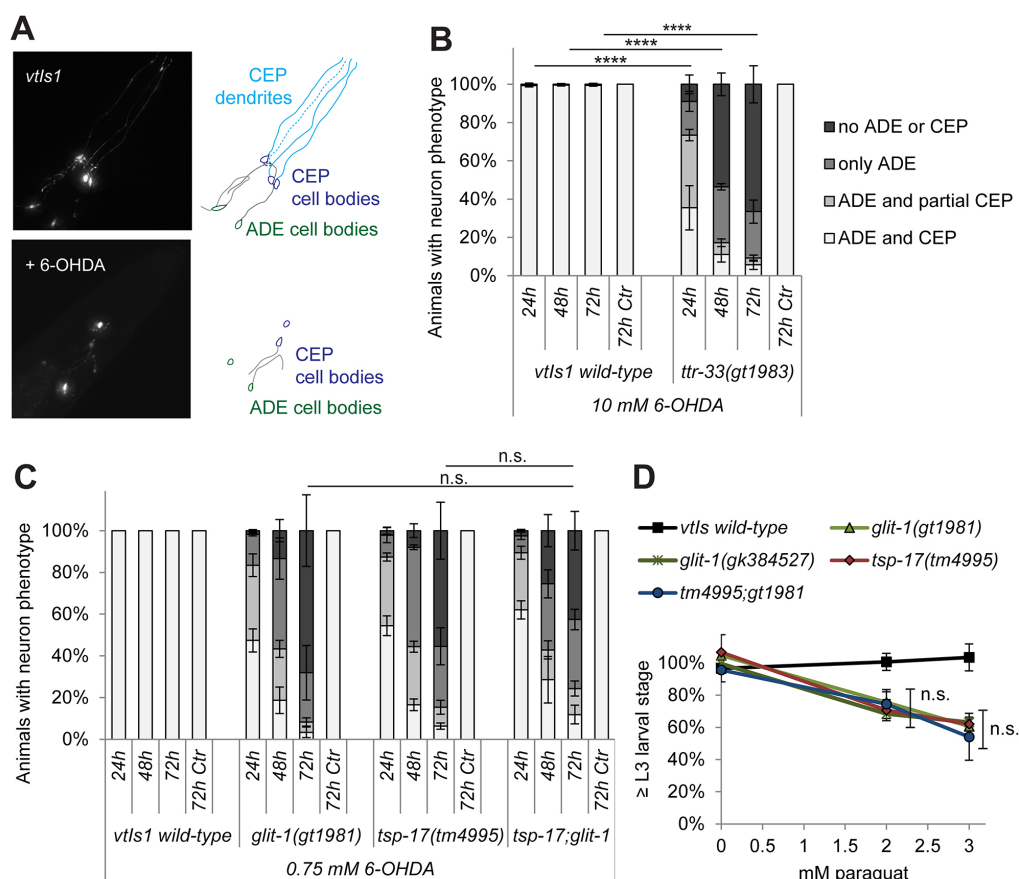 A
vtIs1
CEP
dendrites
CEP
cell bodies
ADE cell bodies
+ 6-OHDA
CEP
cell bodies
ADE cell bodies
B
****
****
****
Animals with neuron phenotype
100%
80%
60%
40%
20%
0%
24h
48h
72h
72h Ctr
24h
48h
72h
72h Ctr
vtIs1 wild-type
ttr-33(gt1983)
10 mM 6-OHDA
no ADE or CEP
only ADE
ADE and partial CEP
ADE and CEP
C
n.s.
n.s.
Animals with neuron phenotype
100%
80%
60%
40%
20%
0%
24h
48h
72h
72h Ctr
24h
48h
72h
72h Ctr
24h
48h
72h
72h Ctr
24h
48h
72h
72h Ctr
vtIs1 wild-type
glit-1(gt1981)
tsp-17(tm4995)
tsp-17;glit-1
0.75 mM 6-OHDA
D
vtIs wild-type
glit-1(gt1981)
glit-1(gk384527)
tsp-17(tm4995)
tm4995;gt1981
≥ L3 larval stage
100%
80%
60%
40%
20%
0%
n.s.
n.s.
0
0.5
1
1.5
2
2.5
3
mM paraquat